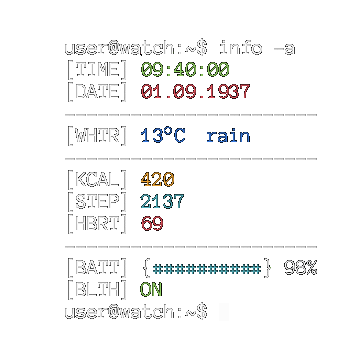 user@watch:~$ info -a
[TIME] 09:40:00
[DATE] 01.09.1937
[WHTR] 13°C rain
[KCAL] 420
[STEP] 2137
[HBRT] 69
[BATT] {##########} 98%
[BLTH] ON
user@watch:~$